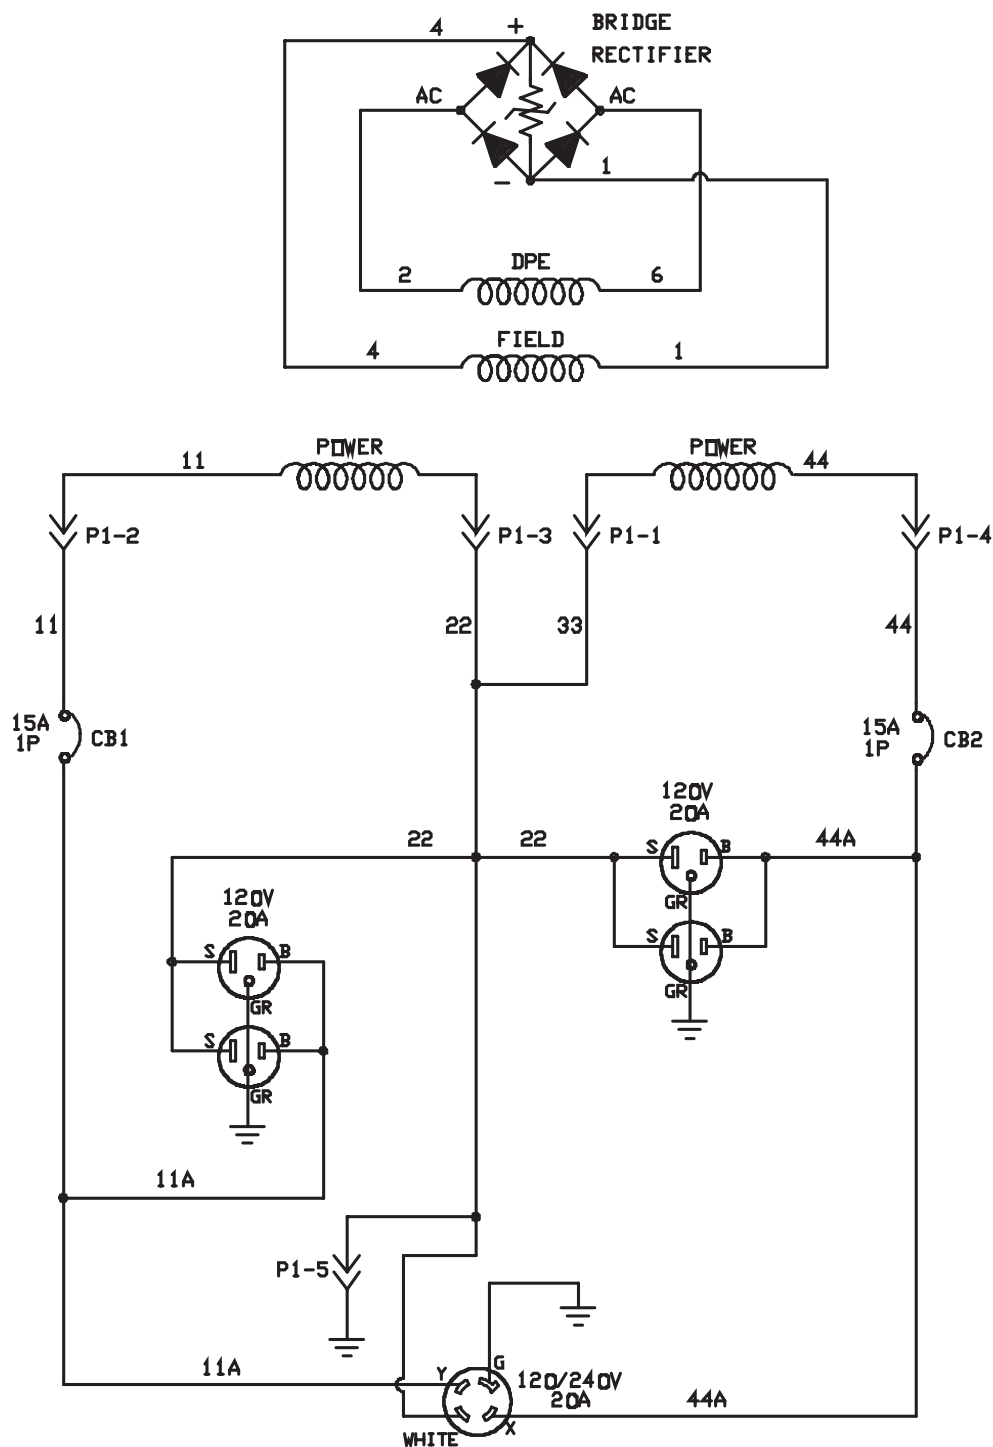 4
+
BRIDGE
RECTIFIER
AC
AC
1
-
DPE
2
6
FIELD
4
1
POWER
POWER
11
44
P1-2
P1-3
P1-1
P1-4
11
22
33
44
15A
1P
CB1
15A
1P
CB2
120V
20A
22
22
S
B
44A
GR
S
B
GR
120V
20A
S
B
GR
S
B
GR
11A
P1-5
11A
Y
G
120/240V
20A
44A
WHITE
X